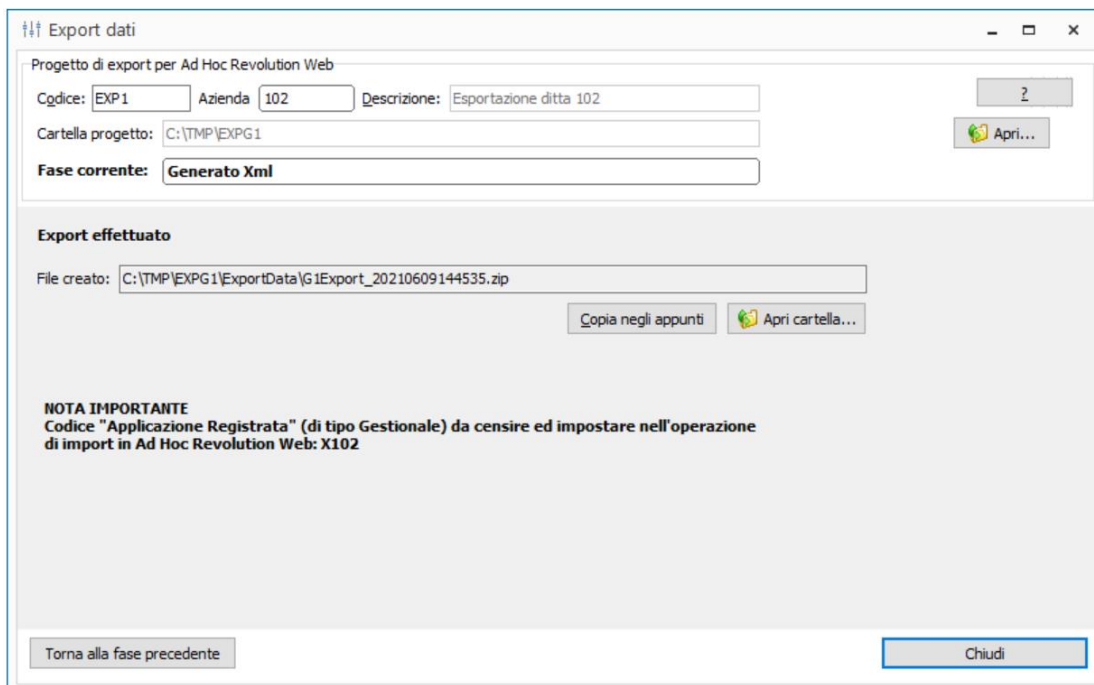 Export dati
Progetto di export per Ad Hoc Revolution Web
Codice: EXP1 Azienda 102 Descrizione: Esportazione ditta 102
?
Cartella progetto: C:\TMP\EXPG1
Apri...
Fase corrente: Generato Xml
Export effettuato
File creato: C:\TMP\EXPG1\ExportData\G1Export_20210609144535.zip
Copia negli appunti Apri cartella...
NOTA IMPORTANTE
Codice "Applicazione Registrata" (di tipo Gestionale) da censire ed impostare nell'operazione
di import in Ad Hoc Revolution Web: X102
Torna alla fase precedente Chiudi